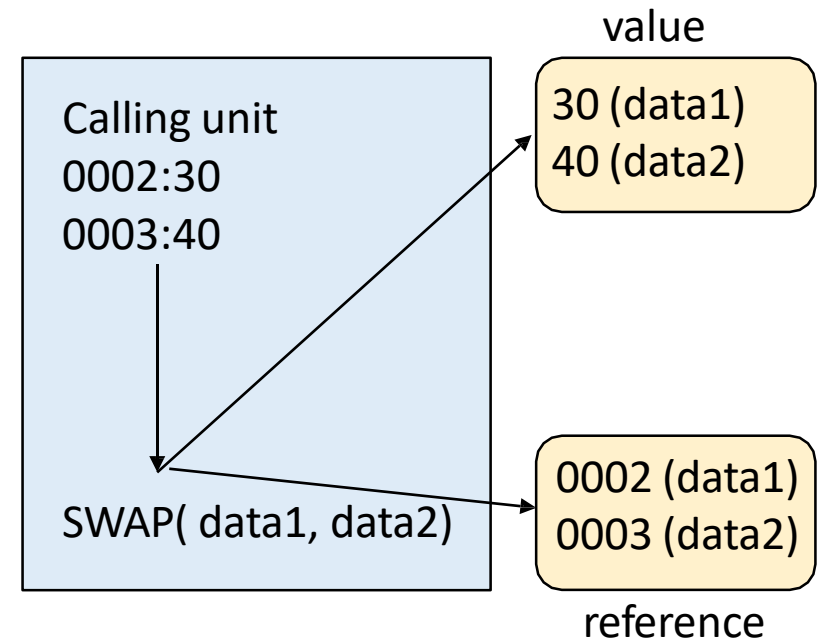 value
Calling unit
0002:30
0003:40
SWAP( data1, data2)
30 (data1)
40 (data2)
0002 (data1)
0003 (data2)
reference